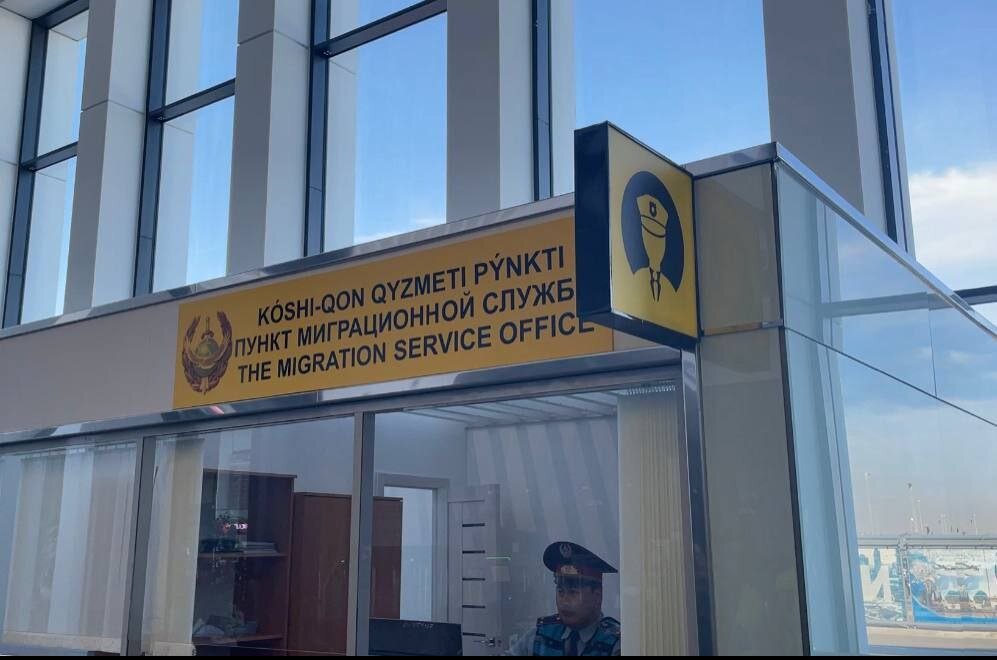 KÓSHI-QON QYZMETI PÝNKTI
ПУНКТ МИГРАЦИОННОЙ СЛУЖБ
THE MIGRATION SERVICE OFFICE